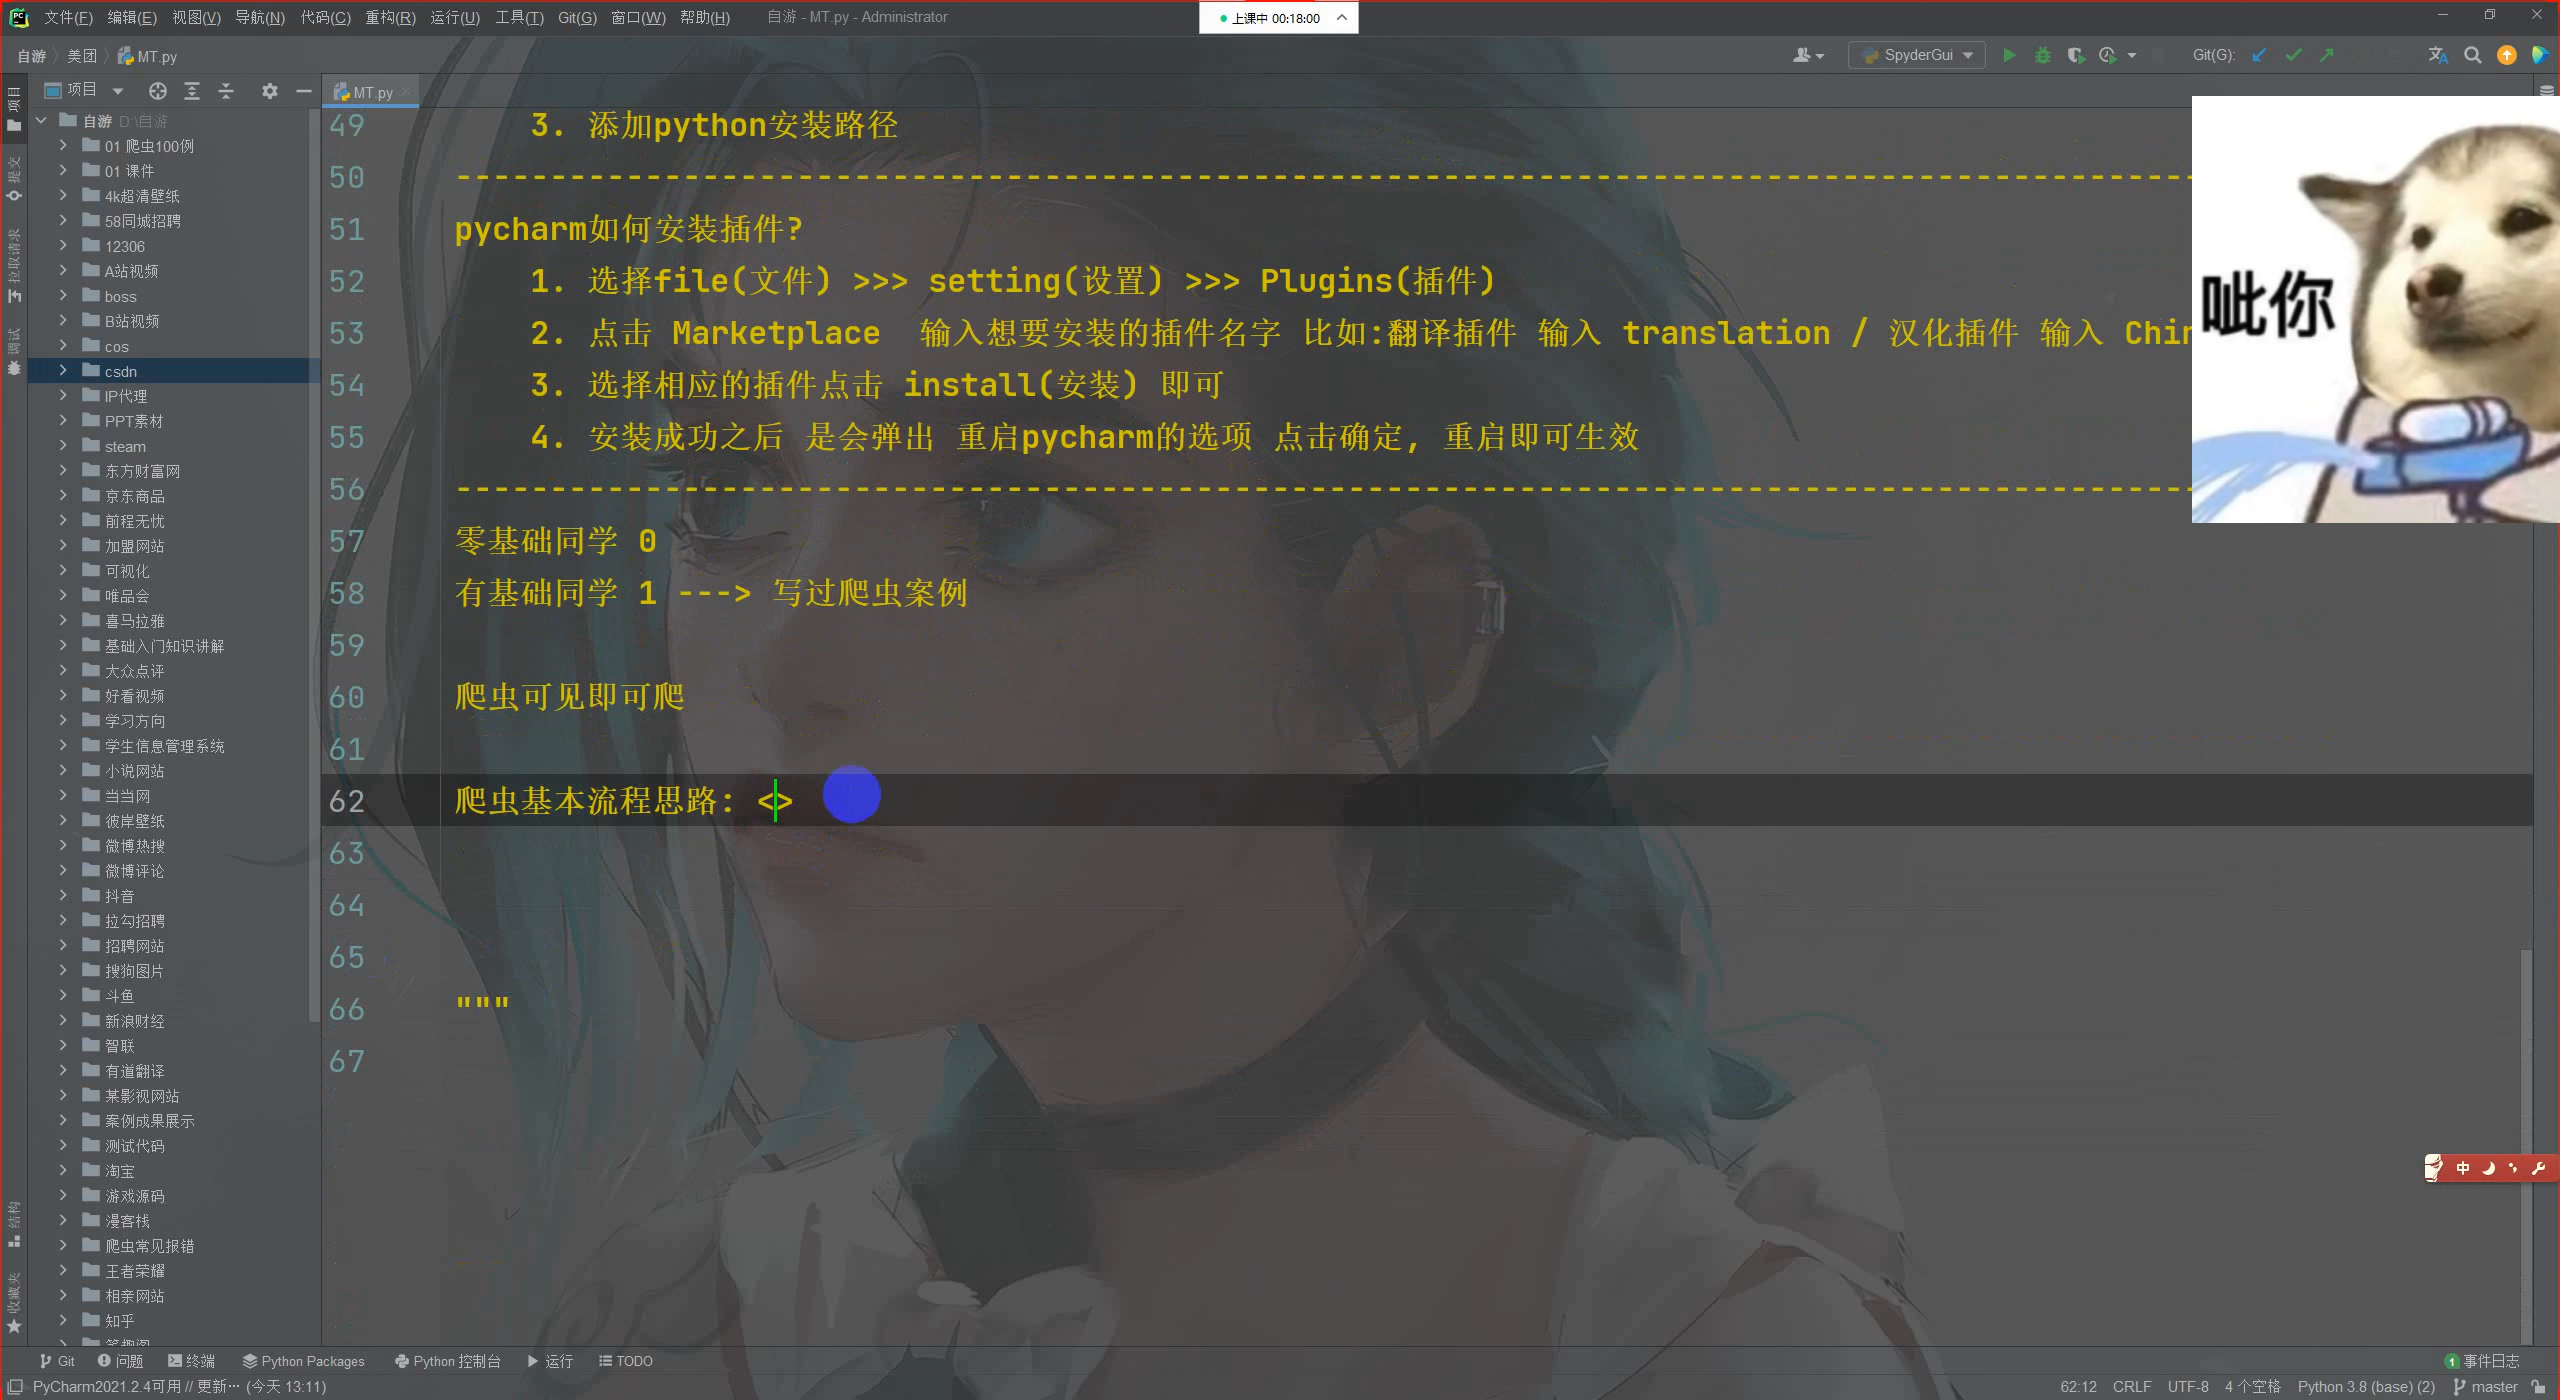 文件(F) 编辑(E) 视图(V) 导航(N) 代码(C) 重构(R) 运行(U) 工具(T) Git(G) 窗口(W) 帮助(H) 自游 - MT.py - Administrator
上课中 00:18:00
自游 美团 MT.py
SpyderGui
Git(G):
项目
MT.py
项目
提交
拉取请求
调试
结构
收藏夹
自游 D:\自游
01 爬虫100例
01 课件
4k超清壁纸
58同城招聘
12306
A站视频
boss
B站视频
cos
csdn
IP代理
PPT素材
steam
东方财富网
京东商品
前程无忧
加盟网站
可视化
唯品会
喜马拉雅
基础入门知识讲解
大众点评
好看视频
学习方向
学生信息管理系统
小说网站
当当网
彼岸壁纸
微博热搜
微博评论
抖音
拉勾招聘
招聘网站
搜狗图片
斗鱼
新浪财经
智联
有道翻译
某影视网站
案例成果展示
测试代码
淘宝
游戏源码
漫客栈
爬虫常见报错
王者荣耀
相亲网站
知乎
49 3. 添加python安装路径
50 ----------------------------------------------------------------------------------------------
51 pycharm如何安装插件?
52 1. 选择file(文件) >>> setting(设置) >>> Plugins(插件)
53 2. 点击 Marketplace  输入想要安装的插件名字 比如:翻译插件 输入 translation / 汉化插件 输入 Chin
54 3. 选择相应的插件点击 install(安装) 即可
55 4. 安装成功之后 是会弹出 重启pycharm的选项 点击确定, 重启即可生效
56 ----------------------------------------------------------------------------------------------
57 零基础同学 0
58 有基础同学 1 ---> 写过爬虫案例
59
60 爬虫可见即可爬
61
62 爬虫基本流程思路: <>
63
64
65
66 """
67
呲你
中
Git 问题 终端 Python Packages Python 控制台 运行 TODO
1 事件日志
PyCharm2021.2.4可用 // 更新… (今天 13:11)
62:12 CRLF UTF-8 4 个空格 Python 3.8 (base) (2) master